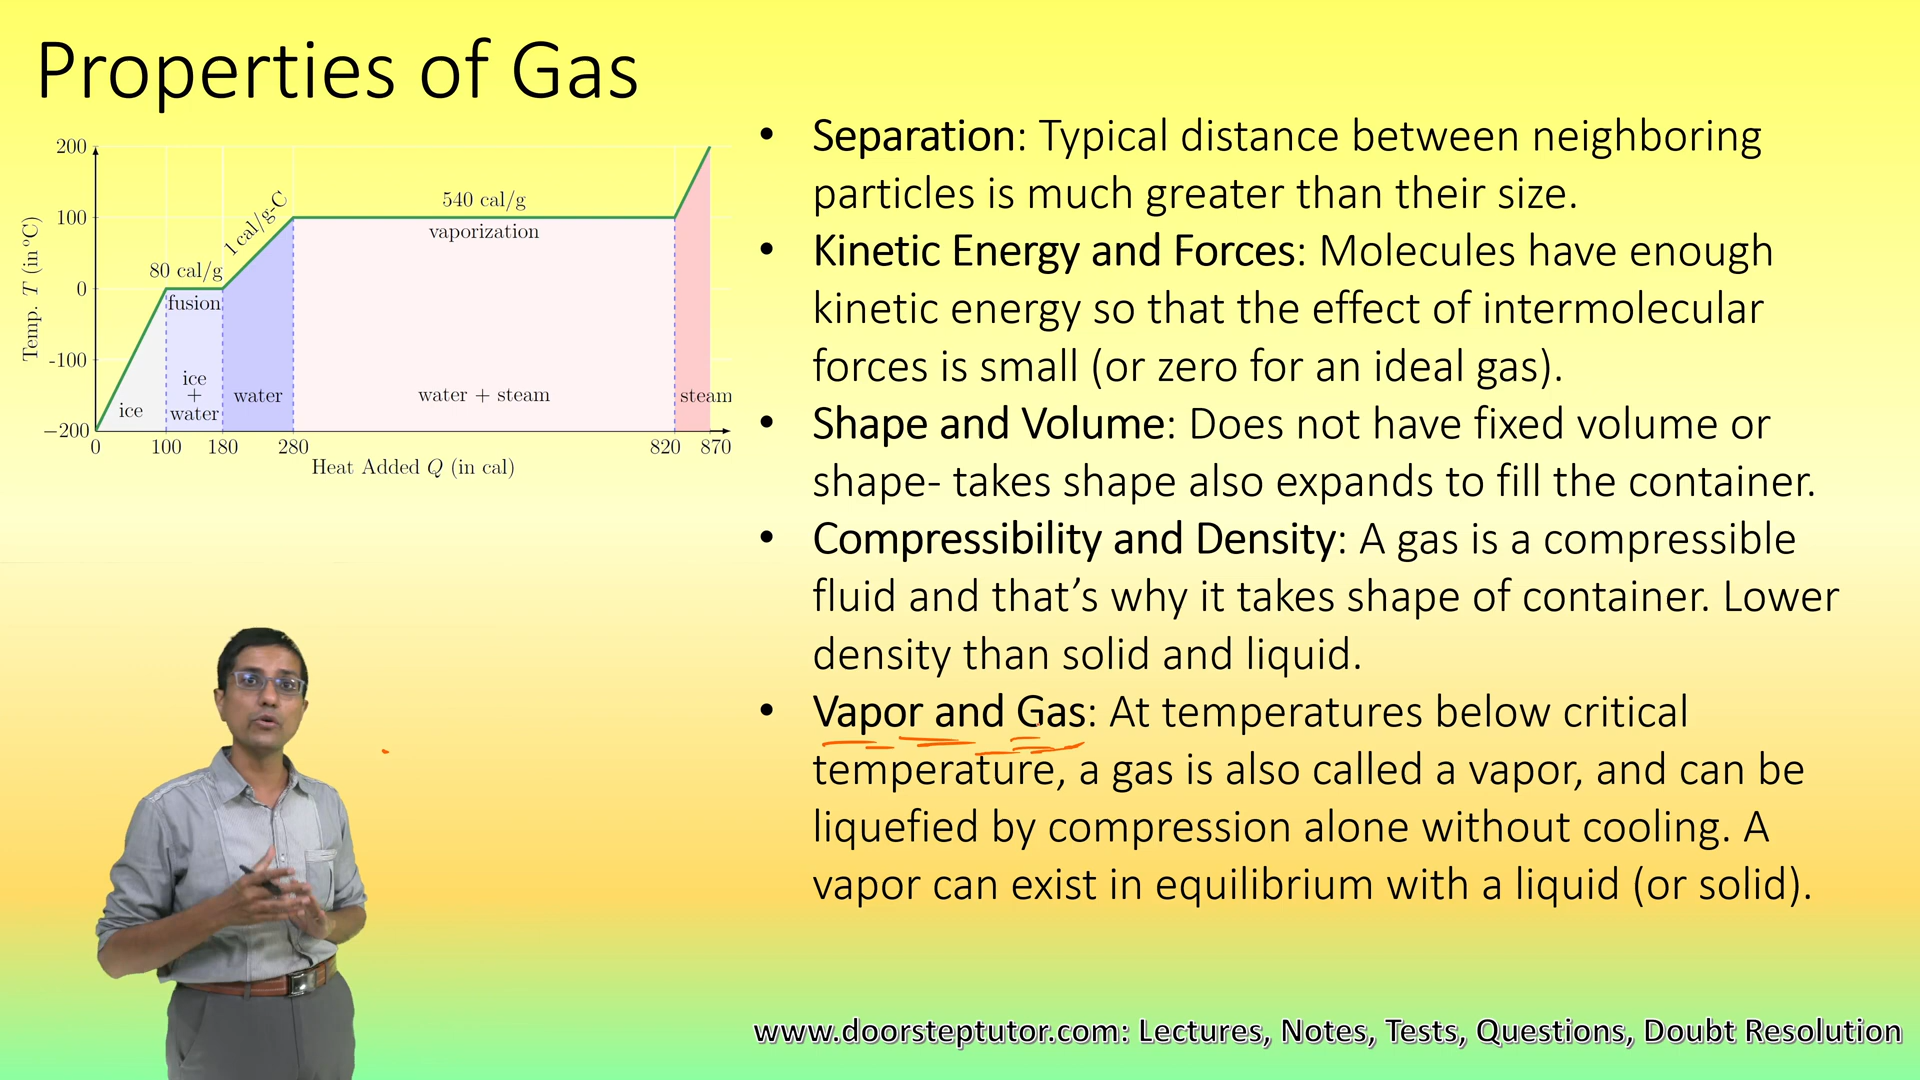 Properties of Gas
200
100
0
-100
−200
Temp. T (in °C)
80 cal/g
1 cal/g-C
540 cal/g
fusion
vaporization
ice
ice
+
water
water
water + steam
steam
0 100 180 280 820 870
Heat Added Q (in cal)
• Separation: Typical distance between neighboring
particles is much greater than their size.
• Kinetic Energy and Forces: Molecules have enough
kinetic energy so that the effect of intermolecular
forces is small (or zero for an ideal gas).
• Shape and Volume: Does not have fixed volume or
shape- takes shape also expands to fill the container.
• Compressibility and Density: A gas is a compressible
fluid and that’s why it takes shape of container. Lower
density than solid and liquid.
• Vapor and Gas: At temperatures below critical
temperature, a gas is also called a vapor, and can be
liquefied by compression alone without cooling. A
vapor can exist in equilibrium with a liquid (or solid).
www.doorsteptutor.com: Lectures, Notes, Tests, Questions, Doubt Resolution